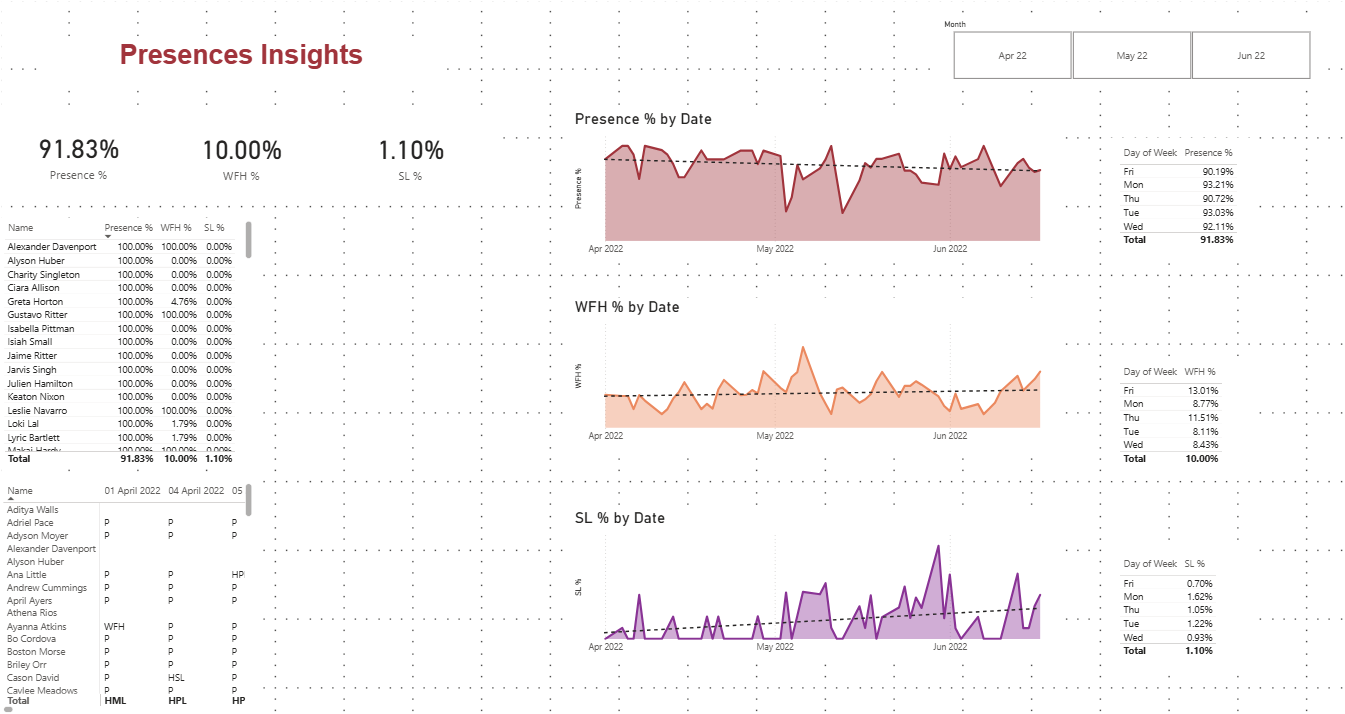 Presences Insights
Month
Apr 22 May 22 Jun 22
91.83% 10.00% 1.10%
Presence % WFH % SL %
Name Presence % WFH % SL %
Alexander Davenport 100.00% 100.00% 0.00%
Alyson Huber 100.00% 0.00% 0.00%
Charity Singleton 100.00% 0.00% 0.00%
Ciara Allison 100.00% 0.00% 0.00%
Greta Horton 100.00% 4.76% 0.00%
Gustavo Ritter 100.00% 100.00% 0.00%
Isabella Pittman 100.00% 0.00% 0.00%
Isiah Small 100.00% 0.00% 0.00%
Jaime Ritter 100.00% 0.00% 0.00%
Jarvis Singh 100.00% 0.00% 0.00%
Julien Hamilton 100.00% 0.00% 0.00%
Keaton Nixon 100.00% 0.00% 0.00%
Leslie Navarro 100.00% 100.00% 0.00%
Loki Lal 100.00% 1.79% 0.00%
Lyric Bartlett 100.00% 1.79% 0.00%
Makai Hardy 100.00% 100.00% 0.00%
Total 91.83% 10.00% 1.10%
Name 01 April 2022 04 April 2022 05
Aditya Walls
Adriel Pace P P P
Adyson Moyer P P P
Alexander Davenport
Alyson Huber
Ana Little P P HP
Andrew Cummings P P P
April Ayers P P P
Athena Rios
Ayanna Atkins WFH P P
Bo Cordova P P P
Boston Morse P P P
Briley Orr P P P
Cason David P HSL P
Caylee Meadows P P P
Total HML HPL HP
Presence % by Date
Presence %
Apr 2022 May 2022 Jun 2022
WFH % by Date
WFH %
Apr 2022 May 2022 Jun 2022
SL % by Date
SL %
Apr 2022 May 2022 Jun 2022
Day of Week Presence %
Fri 90.19%
Mon 93.21%
Thu 90.72%
Tue 93.03%
Wed 92.11%
Total 91.83%
Day of Week WFH %
Fri 13.01%
Mon 8.77%
Thu 11.51%
Tue 8.11%
Wed 8.43%
Total 10.00%
Day of Week SL %
Fri 0.70%
Mon 1.62%
Thu 1.05%
Tue 1.22%
Wed 0.93%
Total 1.10%